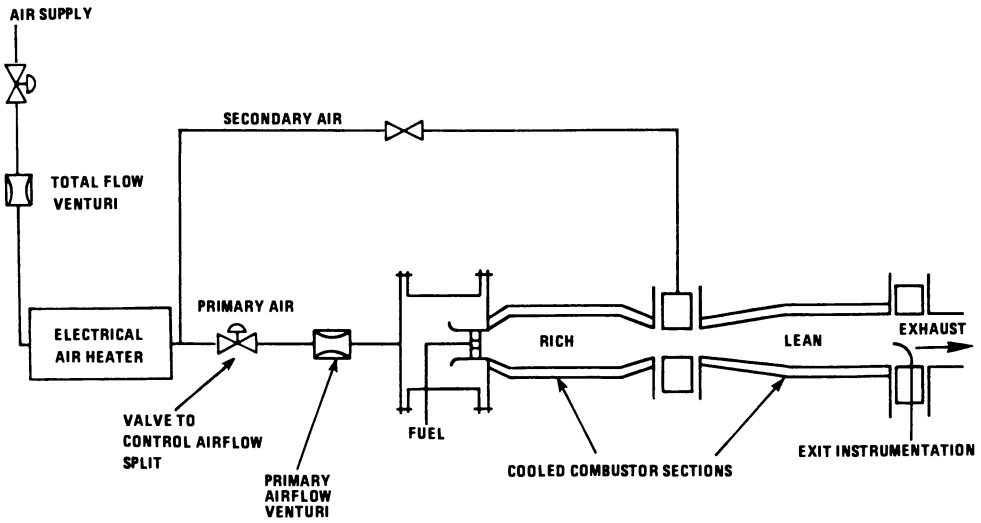 AIR SUPPLY
SECONDARY AIR
TOTAL FLOW
VENTURI
PRIMARY AIR
ELECTRICAL
AIR HEATER
RICH
LEAN
EXHAUST
VALVE TO
CONTROL AIRFLOW
SPLIT
FUEL
PRIMARY
AIRFLOW
VENTURI
COOLED COMBUSTOR SECTIONS
EXIT INSTRUMENTATION